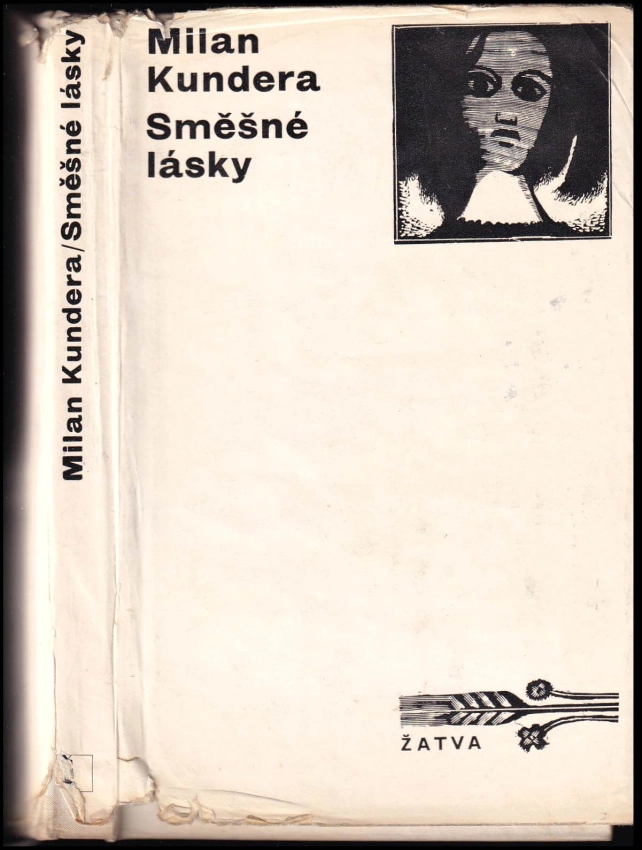 Milan Kundera/Směšné lásky
Milan
Kundera
Směšné
lásky
ŽATVA